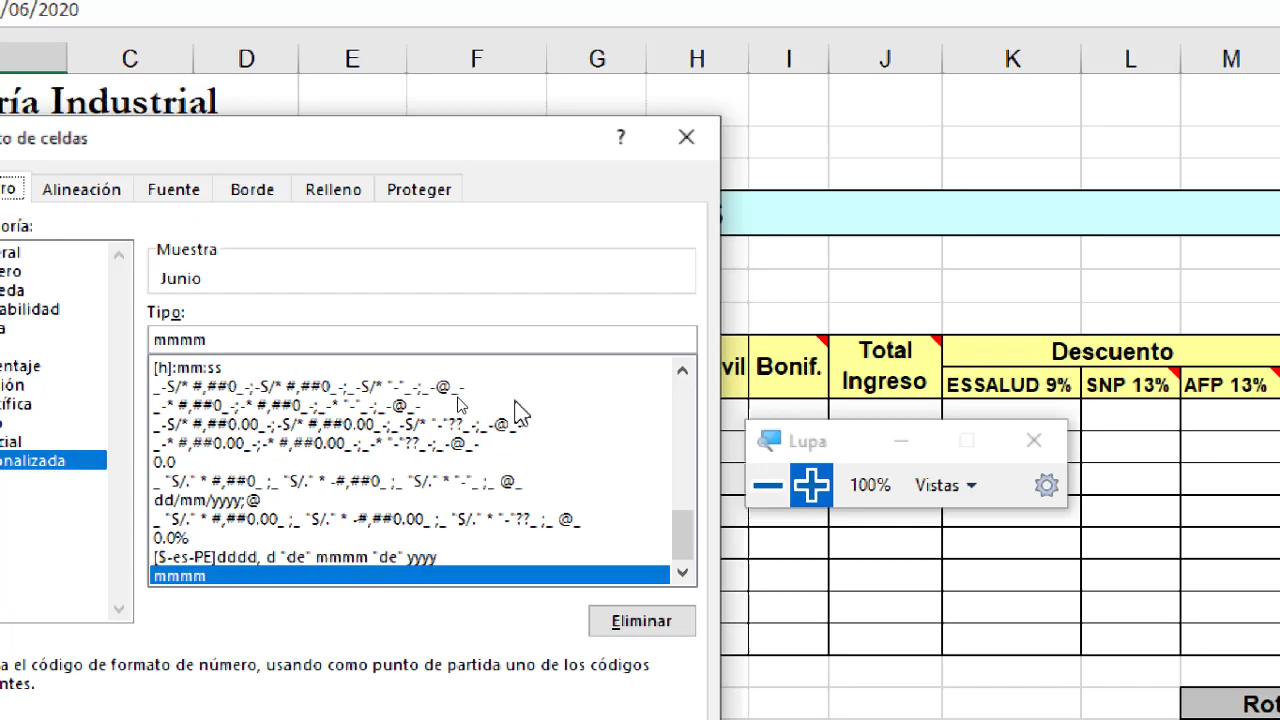 /06/2020
C D E F G H I J K L M
ría Industrial
to de celdas ? ×
ro Alineación Fuente Borde Relleno Proteger
oría:
eral
ero
eda
abilidad
a
entaje
ión
ífica
o
cial
onalizada
Muestra
Junio
Tipo:
mmmm
[h]:mm:ss
_-S/* #,##0_-;-S/* #,##0_-;_-S/* "-"_-;_-@_-
_-* #,##0_-;-* #,##0_-;_-* "-"_-;_-@_-
_-S/* #,##0.00_-;-S/* #,##0.00_-;_-S/* "-"??_-;_-@_-
_-* #,##0.00_-;-* #,##0.00_-;_-* "-"??_-;_-@_-
0.0
_ "S/." * #,##0_ ;_ "S/." * -#,##0_ ;_ "S/." * "-"_ ;_ @_
dd/mm/yyyy;@
_ "S/." * #,##0.00_ ;_ "S/." * -#,##0.00_ ;_ "S/." * "-"??_ ;_ @_
0.0%
[$-es-PE]dddd, d "de" mmmm "de" yyyy
mmmm
Eliminar
a el código de formato de número, usando como punto de partida uno de los códigos
ntes.
S
vil Bonif. Total Ingreso Descuento
ESSALUD 9% SNP 13% AFP 13%
Lupa
100% Vistas
Rot